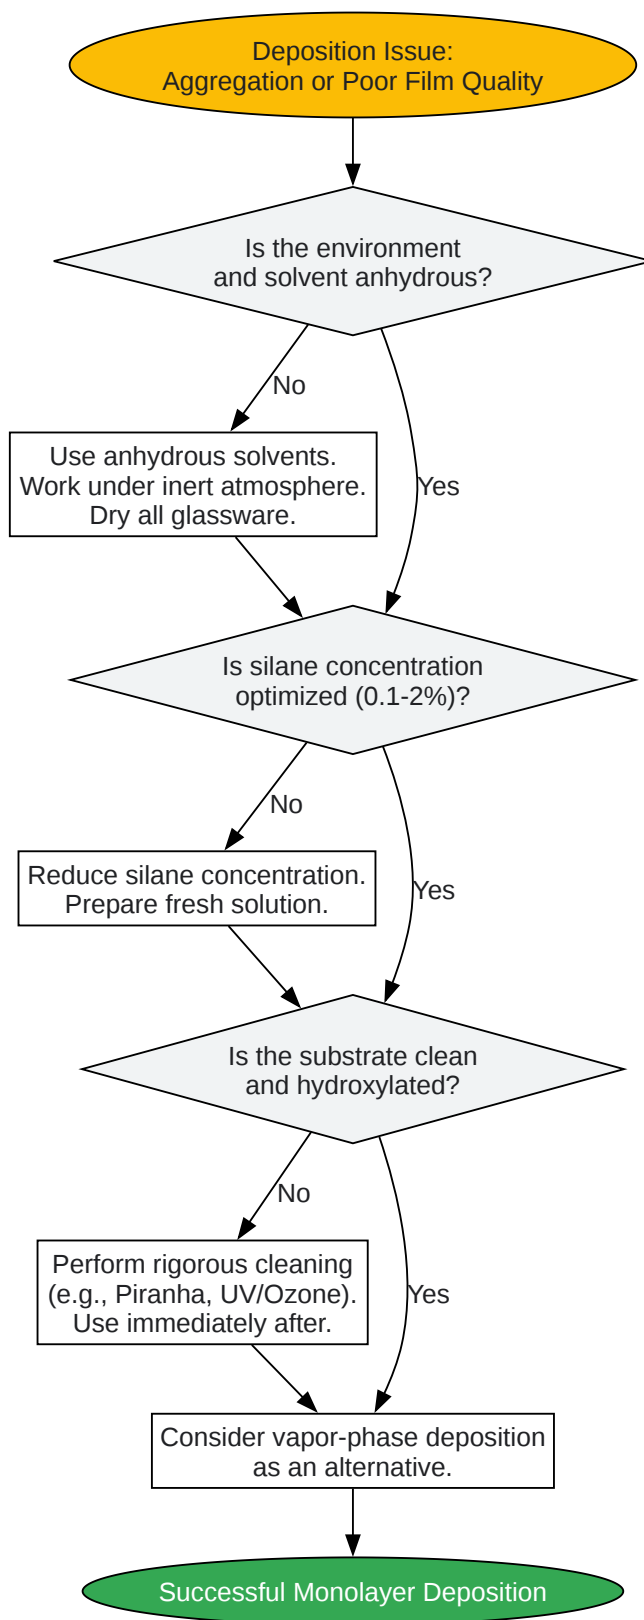 Deposition Issue:
Aggregation or Poor Film Quality
Is the environment
and solvent anhydrous?
No
Use anhydrous solvents.
Work under inert atmosphere.
Dry all glassware.
Yes
Is silane concentration
optimized (0.1-2%)?
No
Reduce silane concentration.
Prepare fresh solution.
Yes
Is the substrate clean
and hydroxylated?
No
Perform rigorous cleaning
(e.g., Piranha, UV/Ozone).
Use immediately after.
Yes
Consider vapor-phase deposition
as an alternative.
Successful Monolayer Deposition